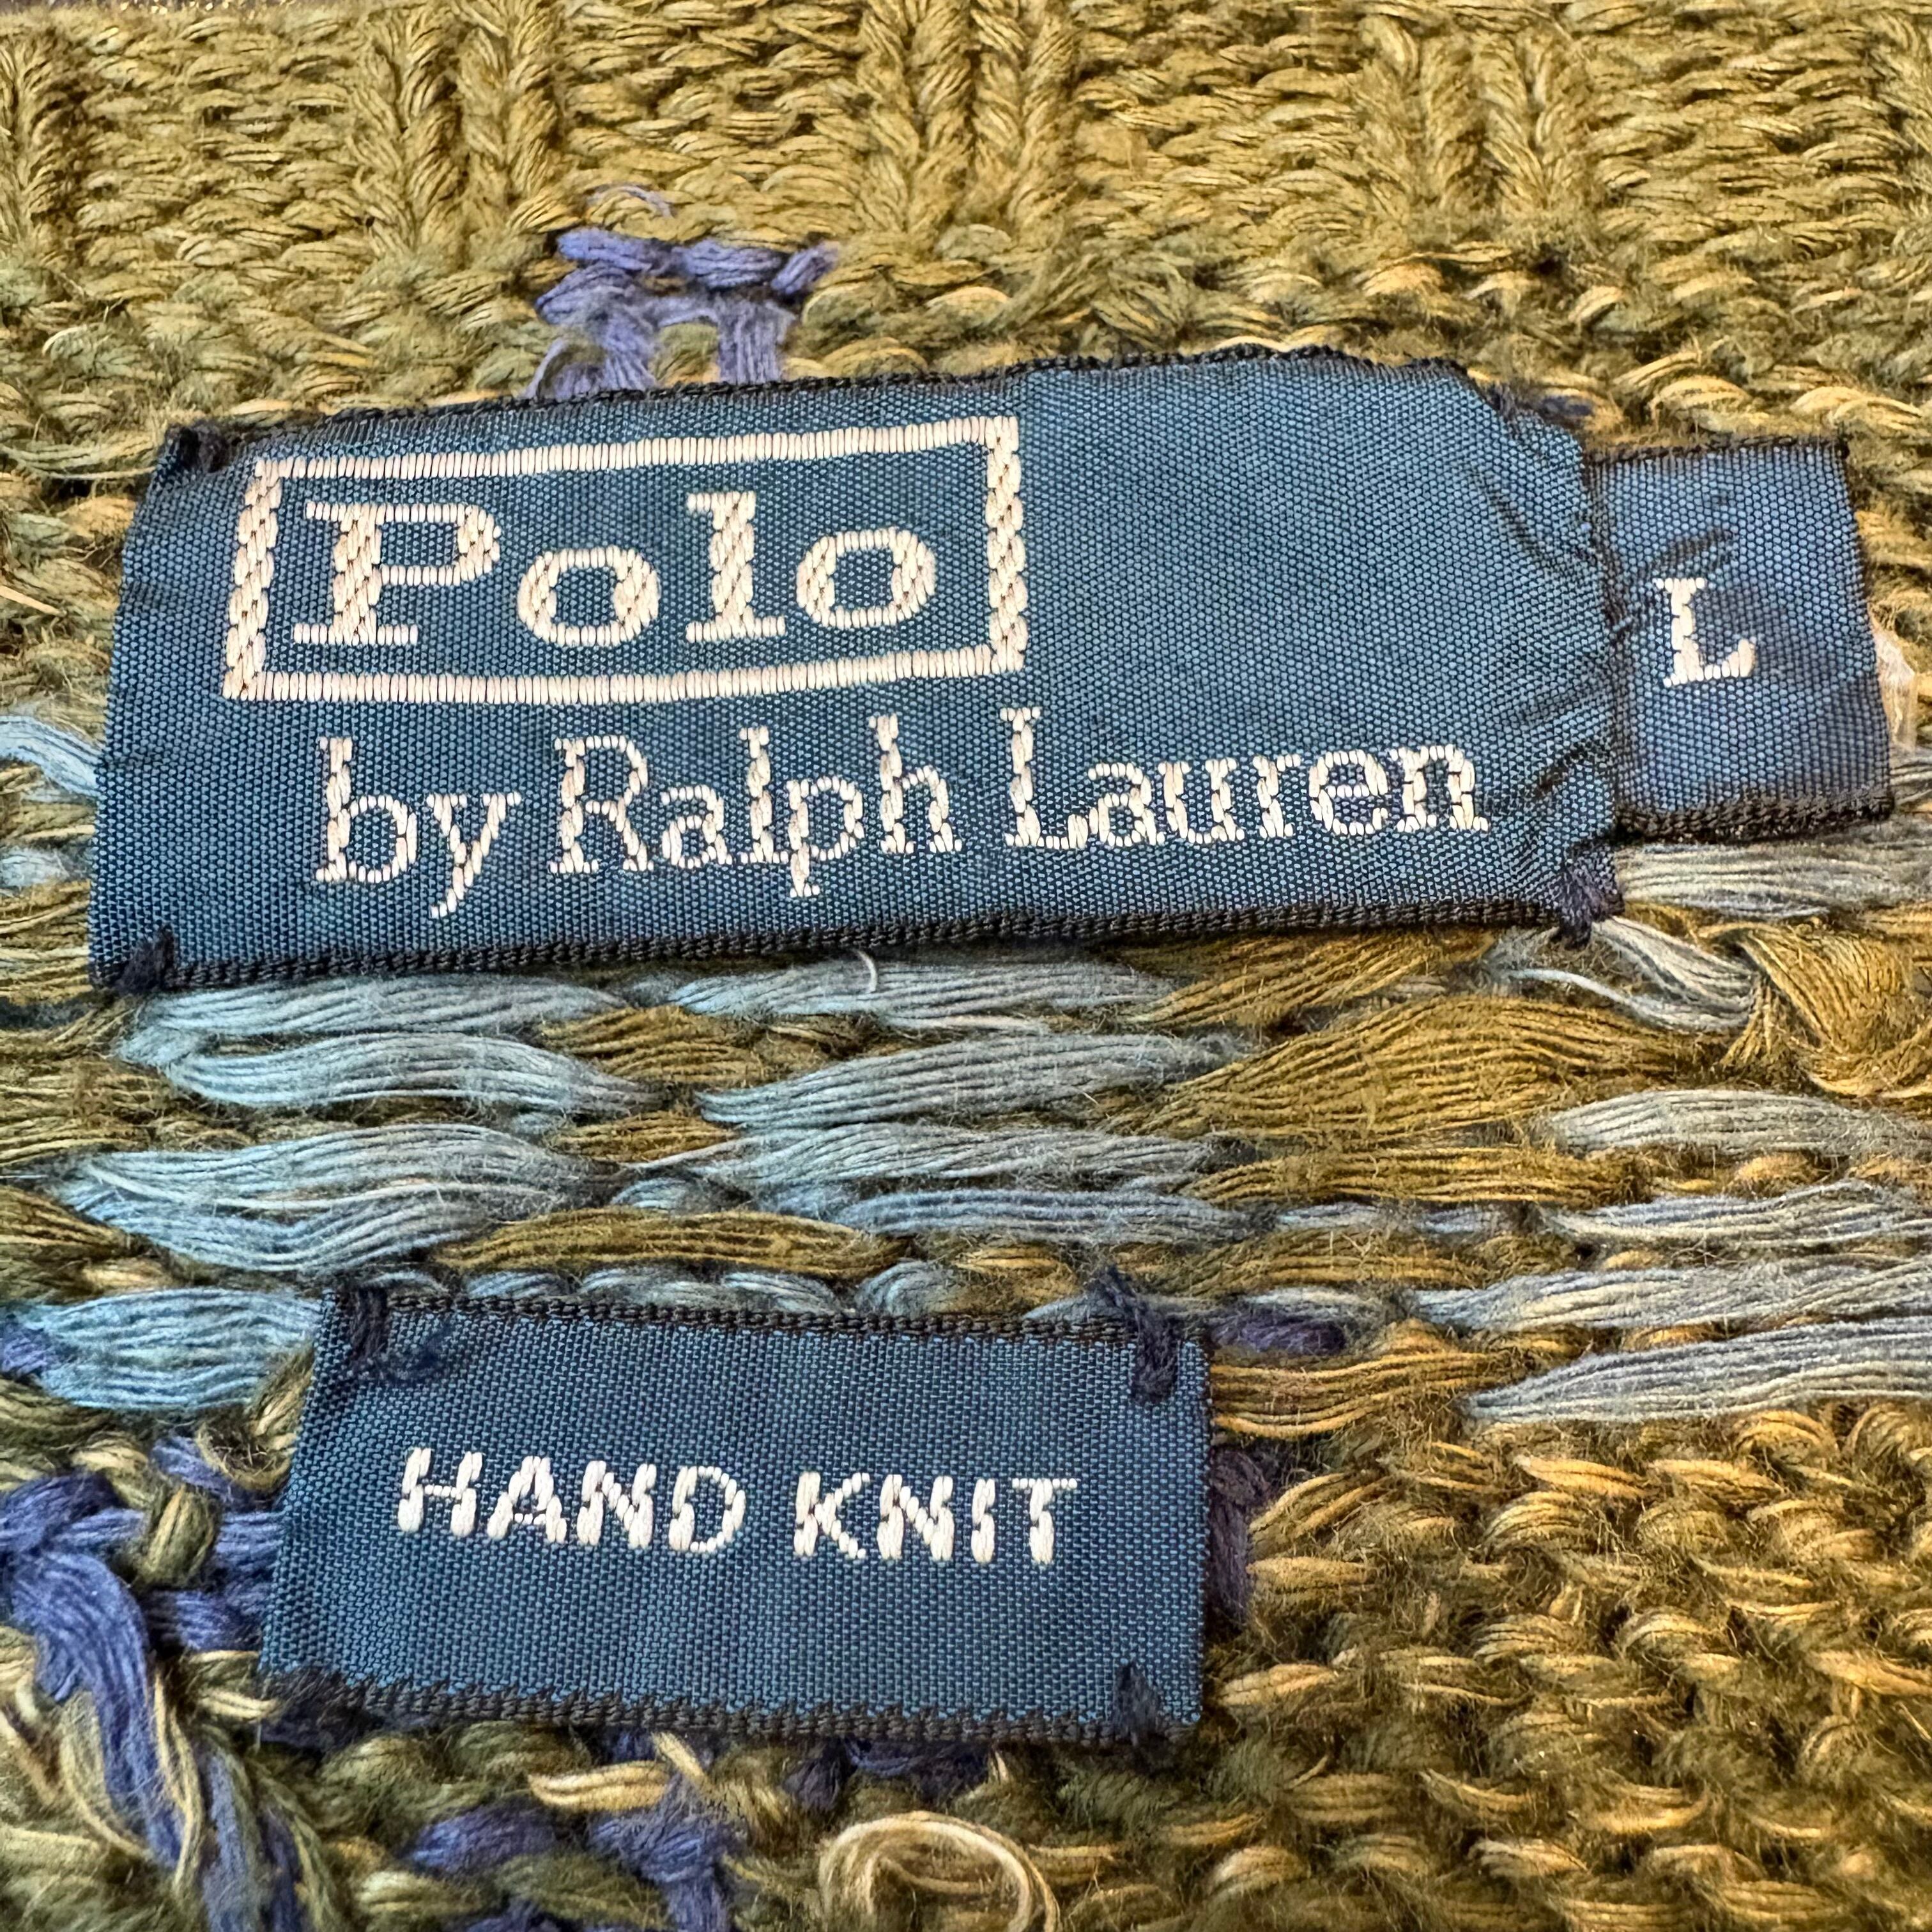 Polo
by Ralph Lauren
L
HAND KNIT